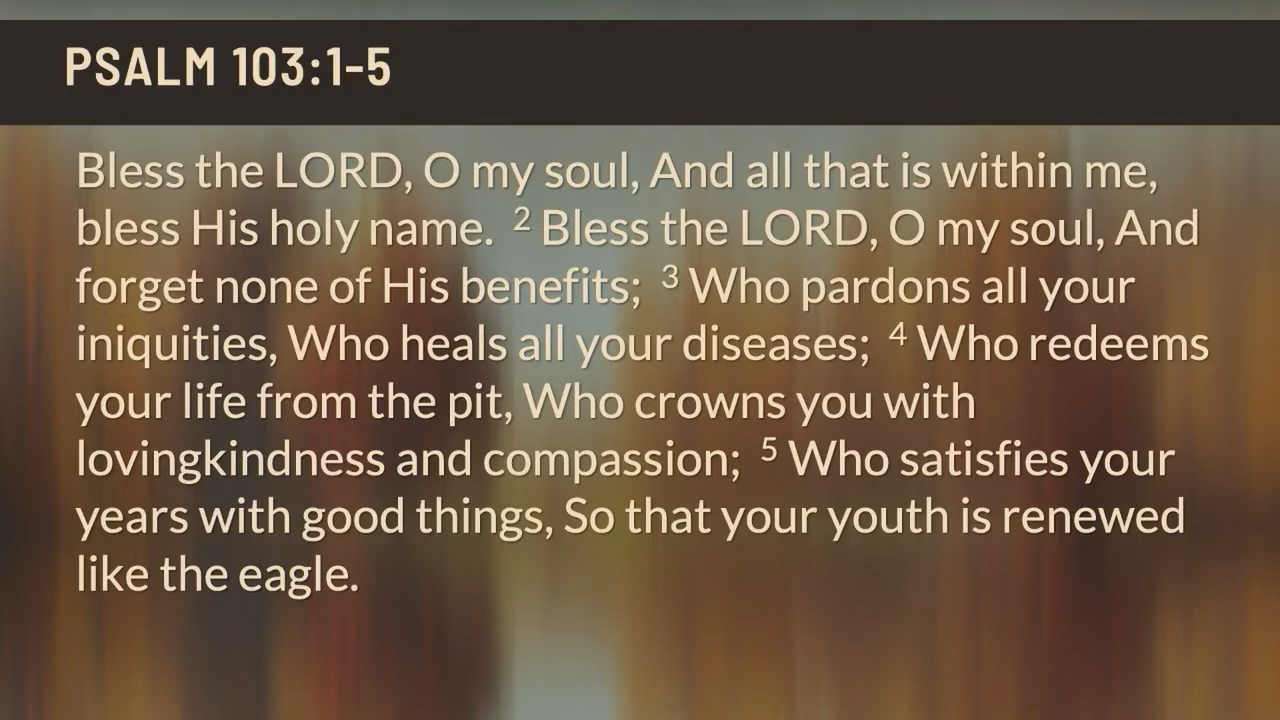 PSALM 103:1-5
Bless the LORD, O my soul, And all that is within me,
bless His holy name. 2 Bless the LORD, O my soul, And
forget none of His benefits; 3 Who pardons all your
iniquities, Who heals all your diseases; 4 Who redeems
your life from the pit, Who crowns you with
lovingkindness and compassion; 5 Who satisfies your
years with good things, So that your youth is renewed
like the eagle.